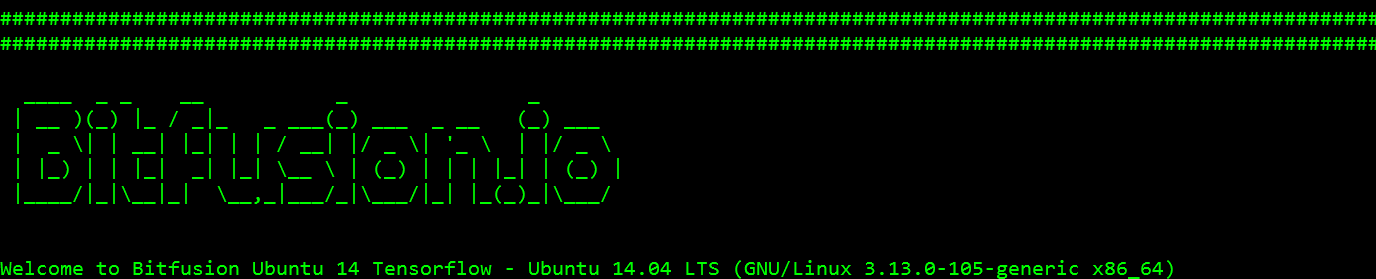 Bitfusion.io
Welcome to Bitfusion Ubuntu 14 Tensorflow - Ubuntu 14.04 LTS (GNU/Linux 3.13.0-105-generic x86_64)